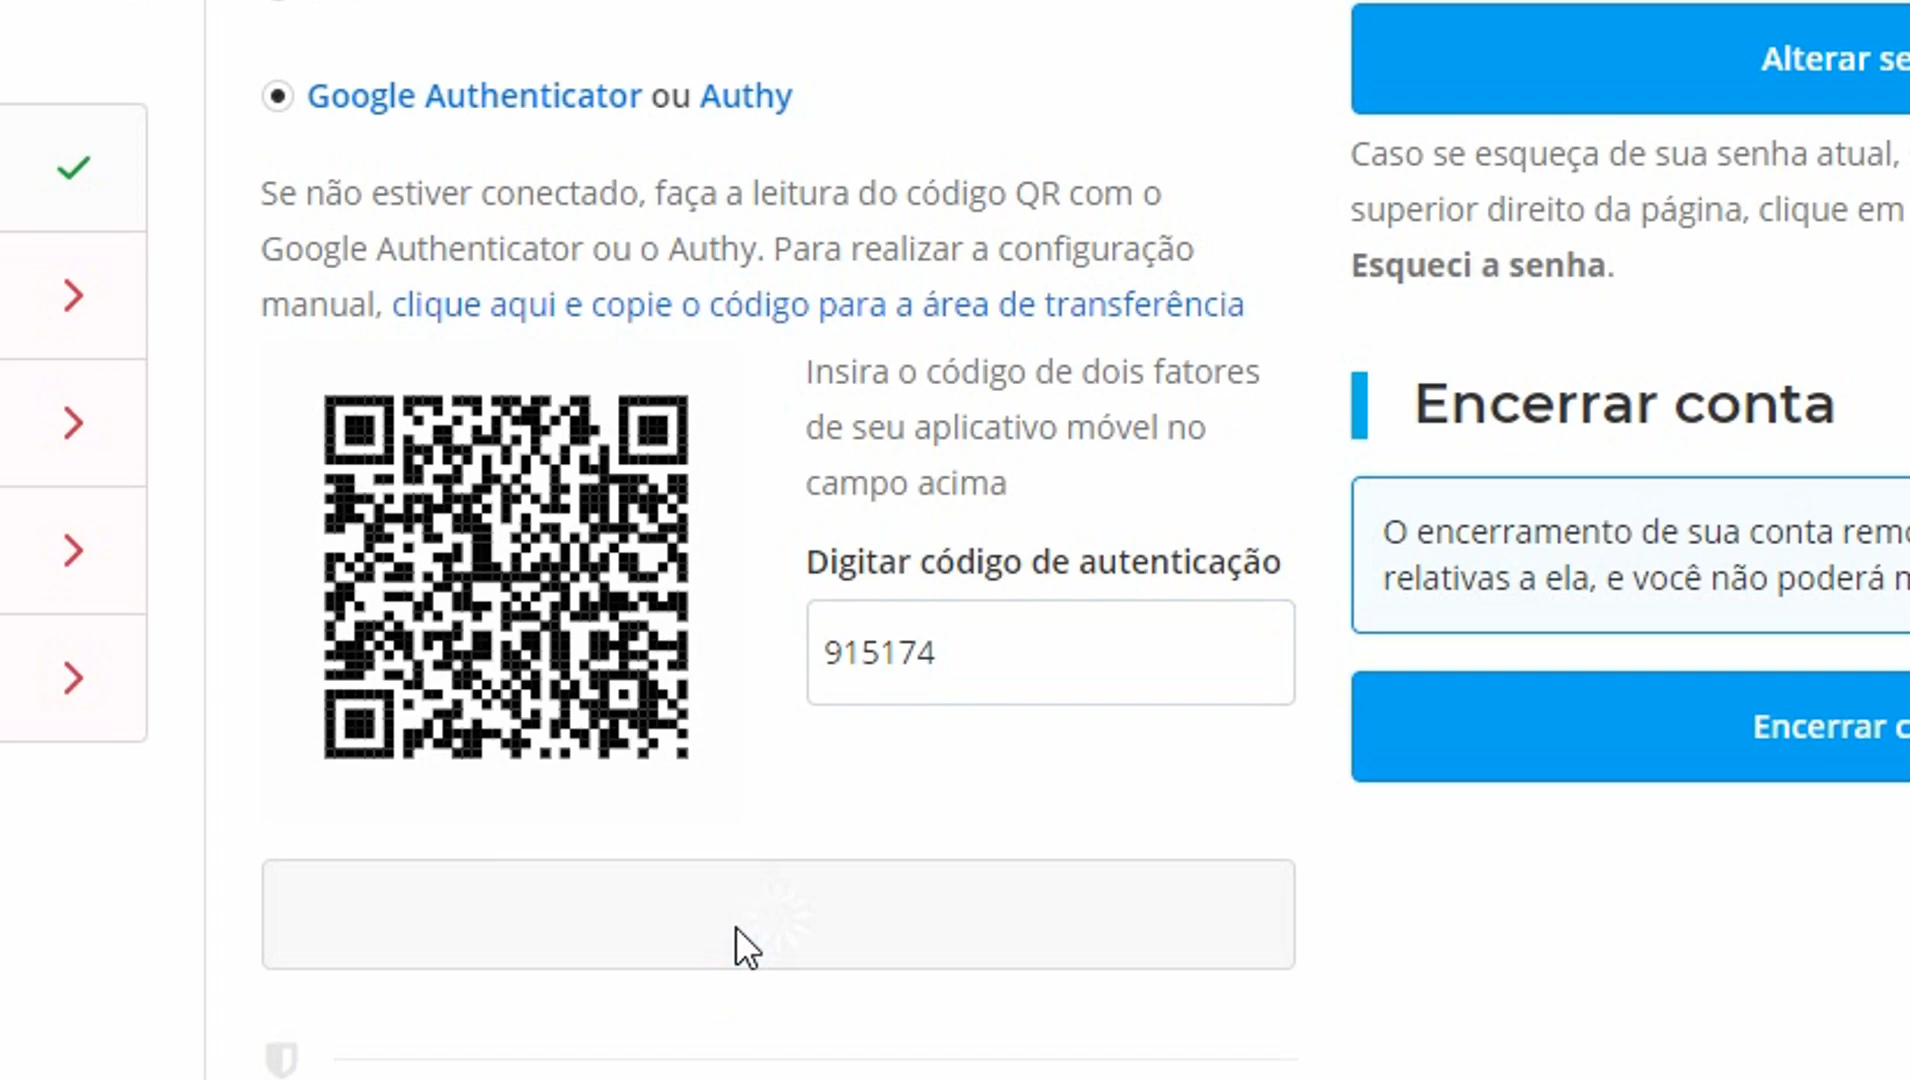 Google Authenticator ou Authy
Se não estiver conectado, faça a leitura do código QR com o
Google Authenticator ou o Authy. Para realizar a configuração
manual, clique aqui e copie o código para a área de transferência
Insira o código de dois fatores
de seu aplicativo móvel no
campo acima
Digitar código de autenticação
915174
Alterar se
Caso se esqueça de sua senha atual,
superior direito da página, clique em
Esqueci a senha.
Encerrar conta
O encerramento de sua conta remo
relativas a ela, e você não poderá
Encerrar c